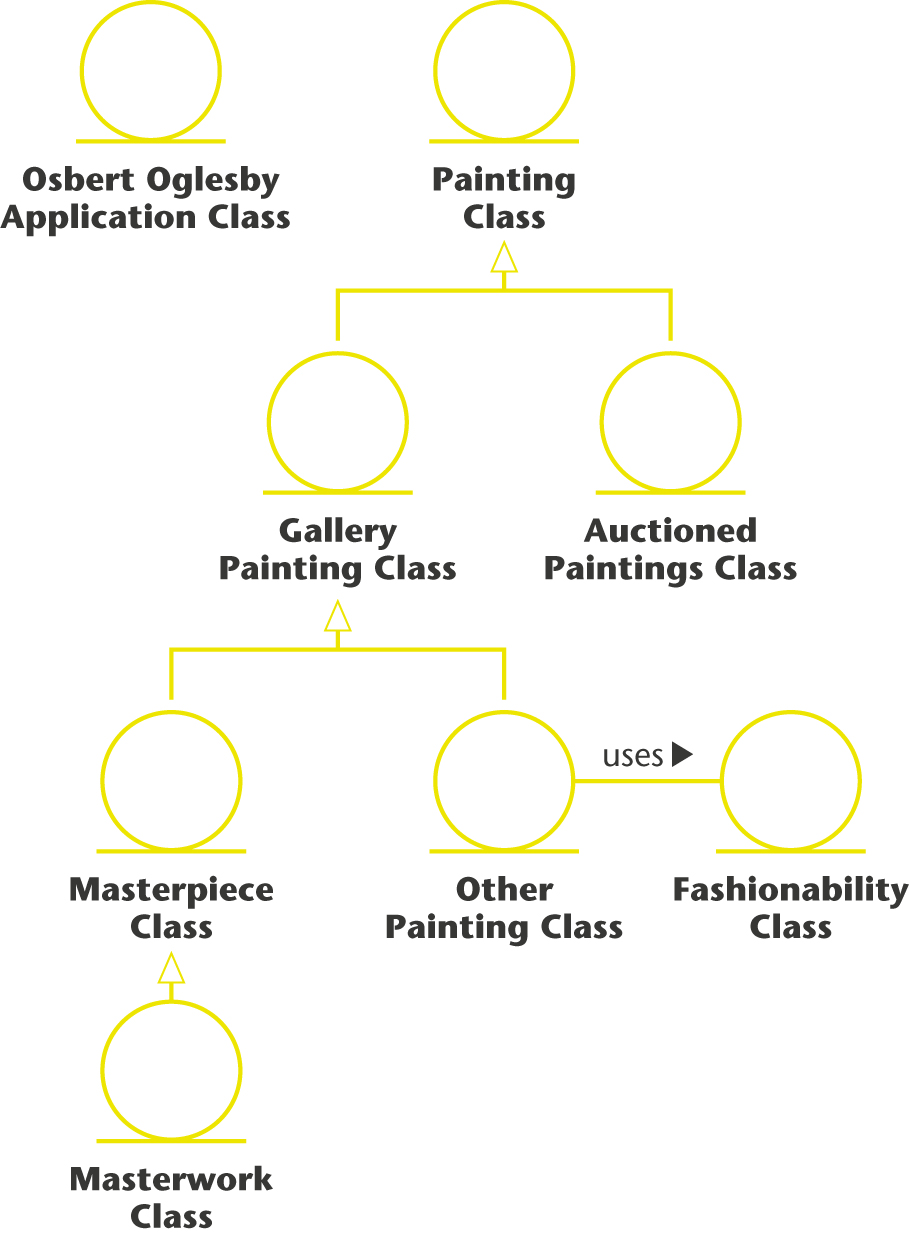 Osbert Oglesby
Application Class
Painting
Class
Gallery
Painting Class
Auctioned
Paintings Class
uses
Masterpiece
Class
Other
Painting Class
Fashionability
Class
Masterwork
Class